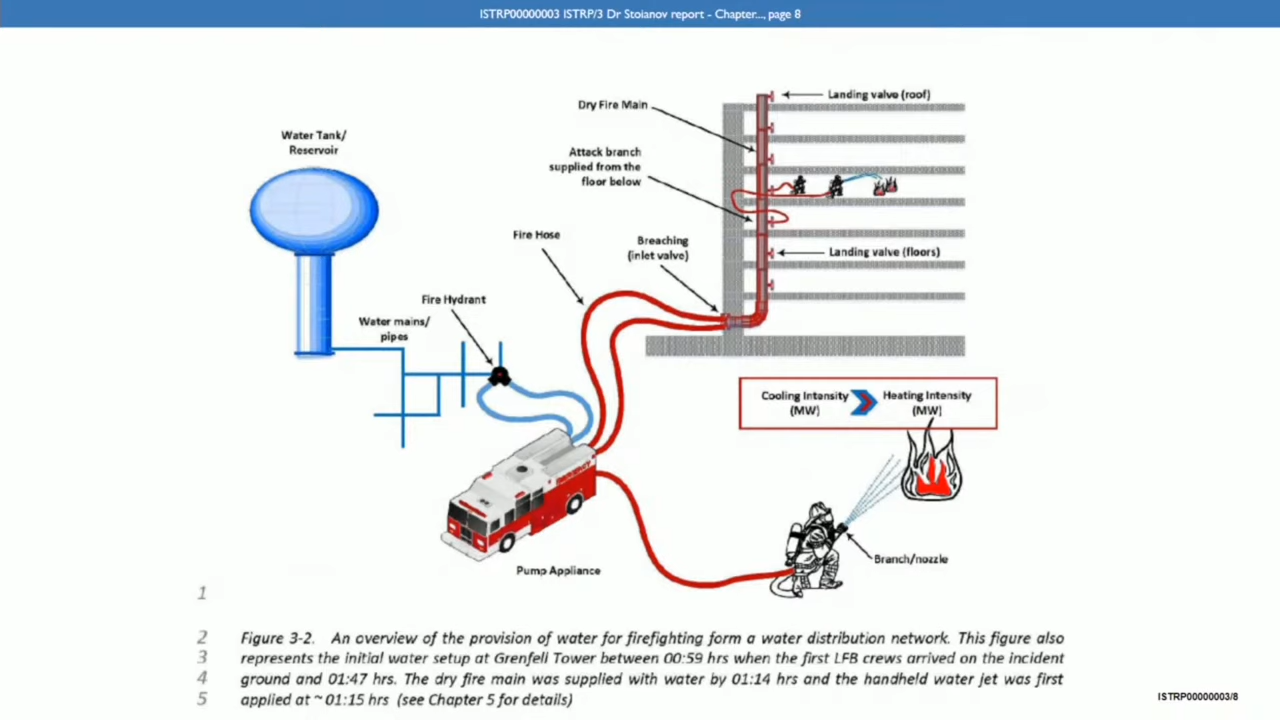 ISTRP00000003 ISTRP/3 Dr Stoianov report - Chapter..., page 8
Landing valve (roof)
Dry Fire Main
Water Tank/
Reservoir
Attack branch
supplied from the
floor below
Fire Hose
Breaching
(inlet valve)
Landing valve (floors)
Fire Hydrant
Water mains/
pipes
Cooling Intensity
(MW)
Heating Intensity
(MW)
Branch/nozzle
Pump Appliance
1
2 Figure 3-2. An overview of the provision of water for firefighting form a water distribution network. This figure also
3 represents the initial water setup at Grenfell Tower between 00:59 hrs when the first LFB crews arrived on the incident
4 ground and 01:47 hrs. The dry fire main was supplied with water by 01:14 hrs and the handheld water jet was first
5 applied at ~ 01:15 hrs (see Chapter 5 for details)
ISTRP00000003/8